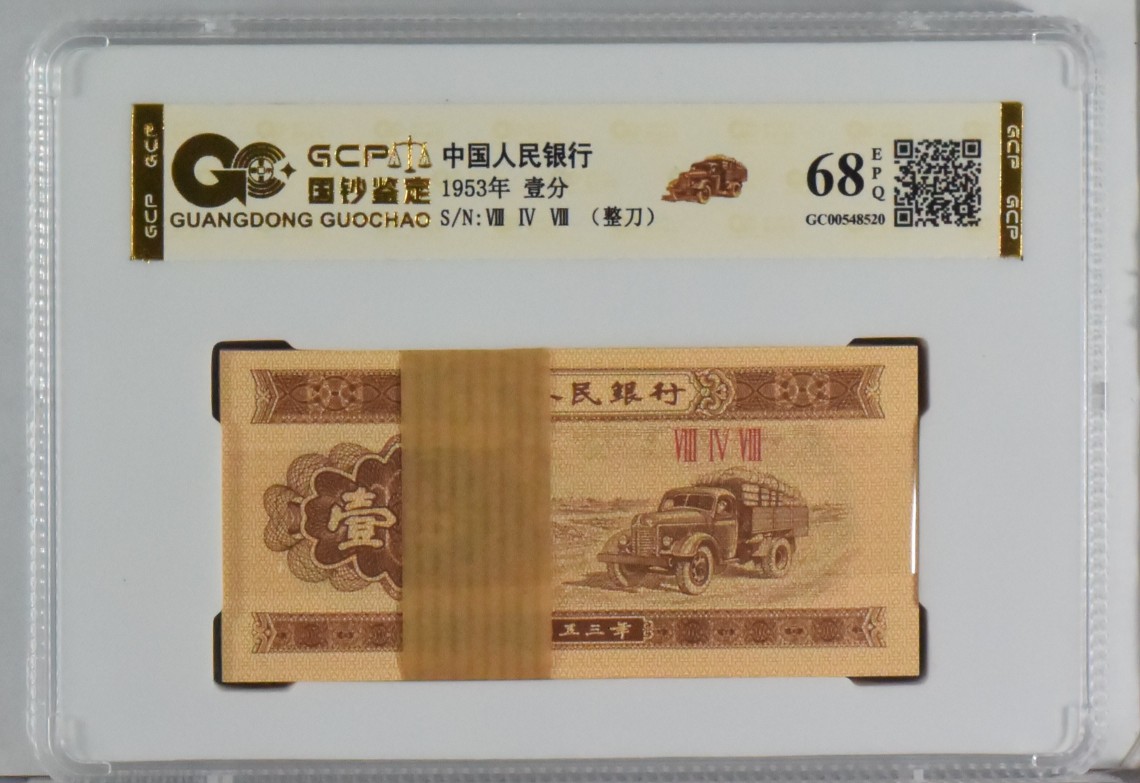 GCP
GCP
GC
GCP
国钞鉴定
GUANGDONG GUOCHAO
中国人民银行
1953年 壹分
S/N:Ⅷ Ⅳ Ⅷ （整刀）
68
EPQ
GC00548520
GCP
GCP
人民銀行
Ⅷ Ⅳ Ⅷ
壹
五三年